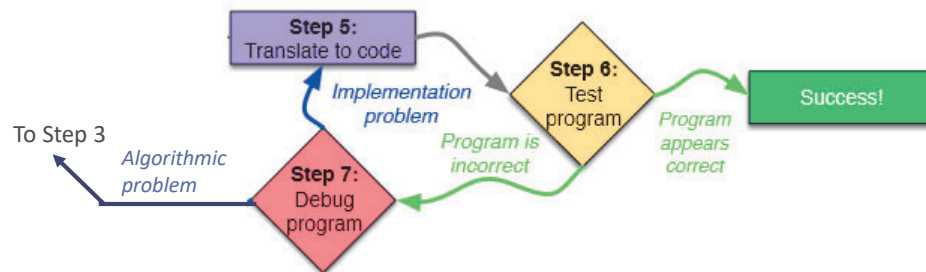 Step 5:
Translate to code
Step 6:
Test
program
Success!
Implementation
problem
Program is
incorrect
Program
appears
correct
To Step 3
Algorithmic
problem
Step 7:
Debug
program